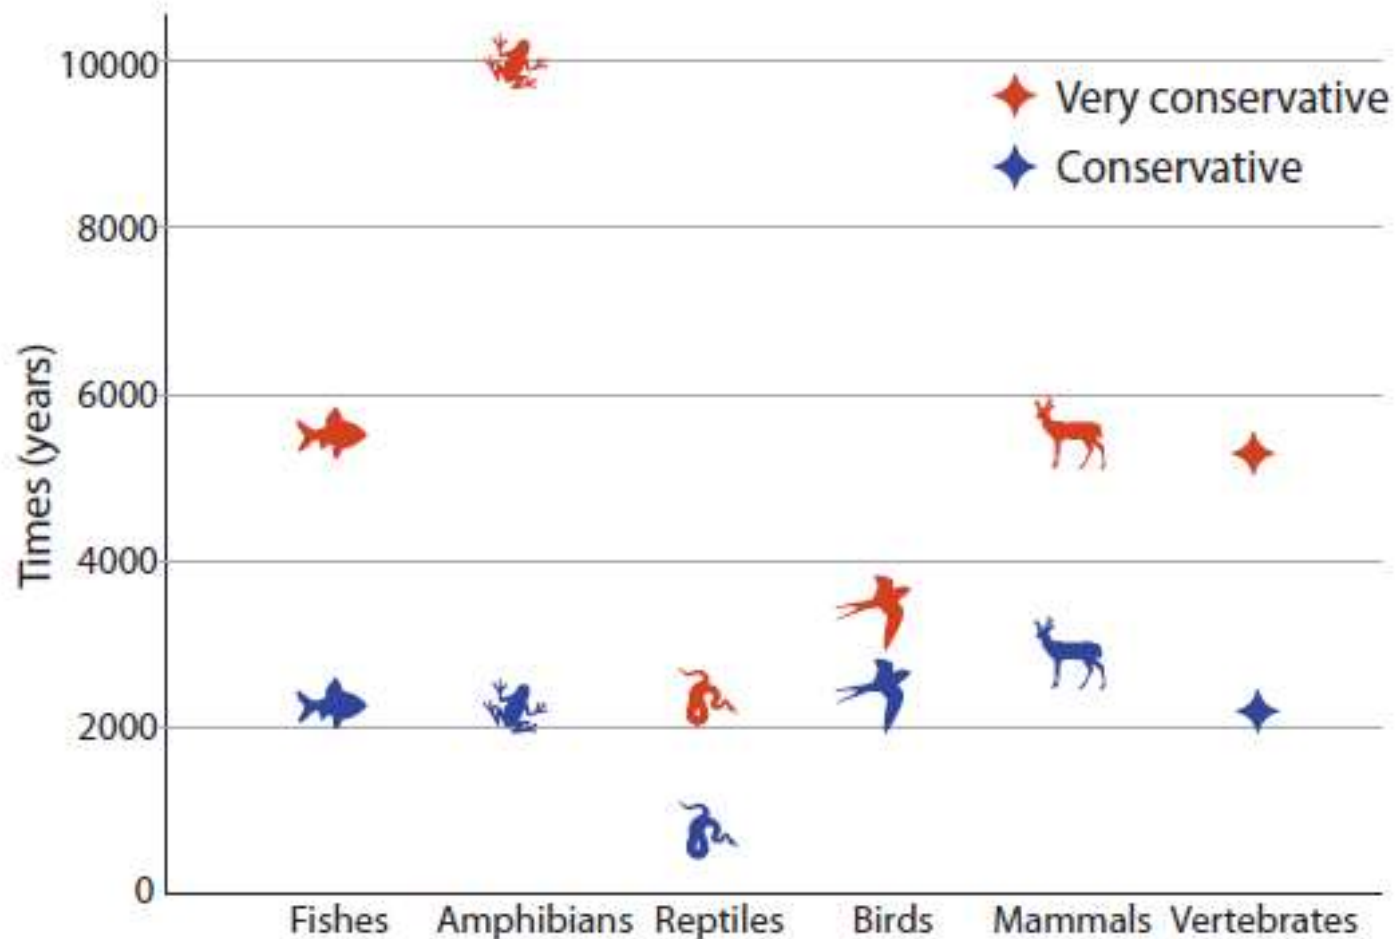 10000
8000
6000
4000
2000
0
Times (years)
Very conservative
Conservative
Fishes Amphibians Reptiles Birds Mammals Vertebrates